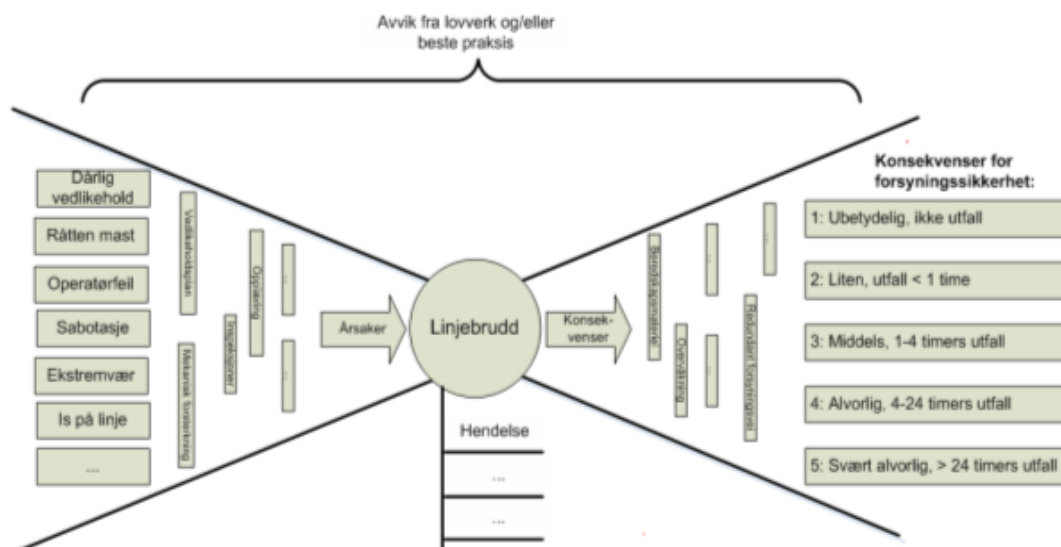 Avvik fra lovverk og/eller
beste praksis
Dårlig
vedlikehold
Råtten mast
Operatørfeil
Sabotasje
Ekstremvær
Is på linje
...
Vedlikeholdsplan
Mekanisk forsterkning
Inspeksjoner
Opplæring
...
...
Årsaker
Linjebrudd
Konsek-
venser
Hendelse
...
...
Beredskapsmateriell
Overvåkning
...
...
Redundant forsyningsvei
...
Konsekvenser for
forsyningssikkerhet:
1: Ubetydelig, ikke utfall
2: Liten, utfall < 1 time
3: Middels, 1-4 timers utfall
4: Alvorlig, 4-24 timers utfall
5: Svært alvorlig, > 24 timers utfall